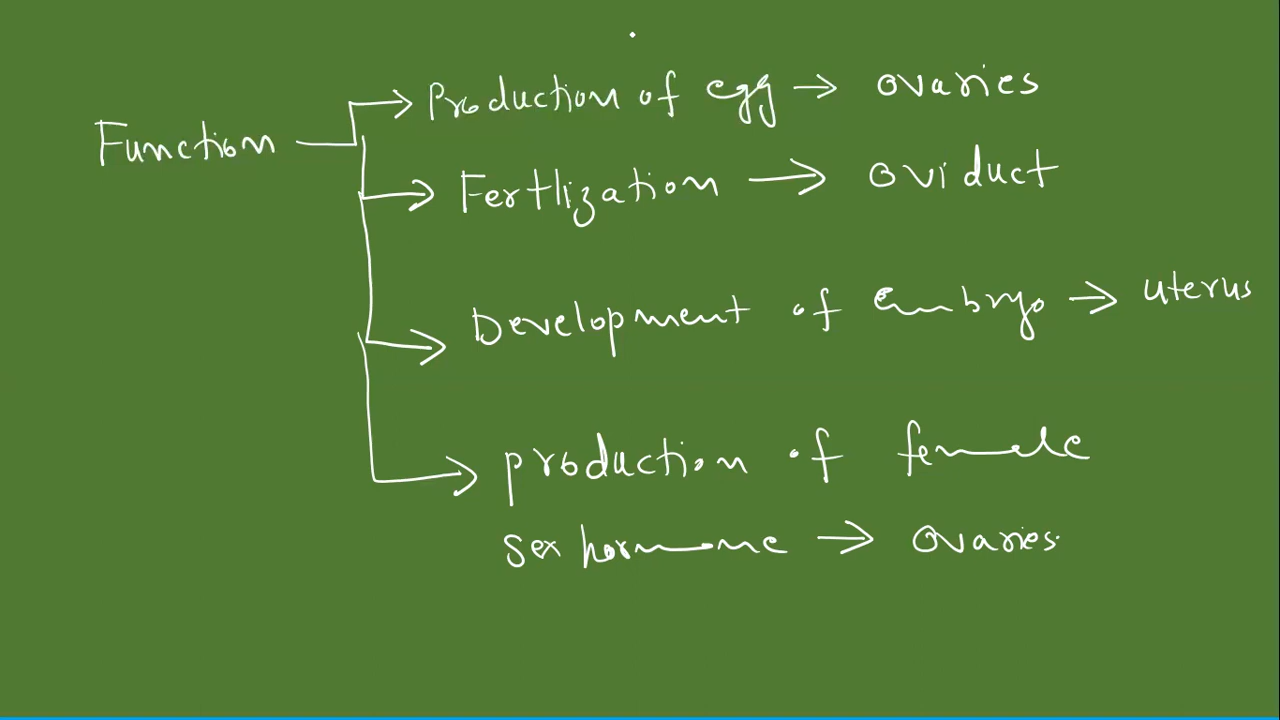 Function → Production of egg → ovaries
→ Fertlization → oviduct
→ Development of embryo → uterus
→ production of female
sex hormone → ovaries